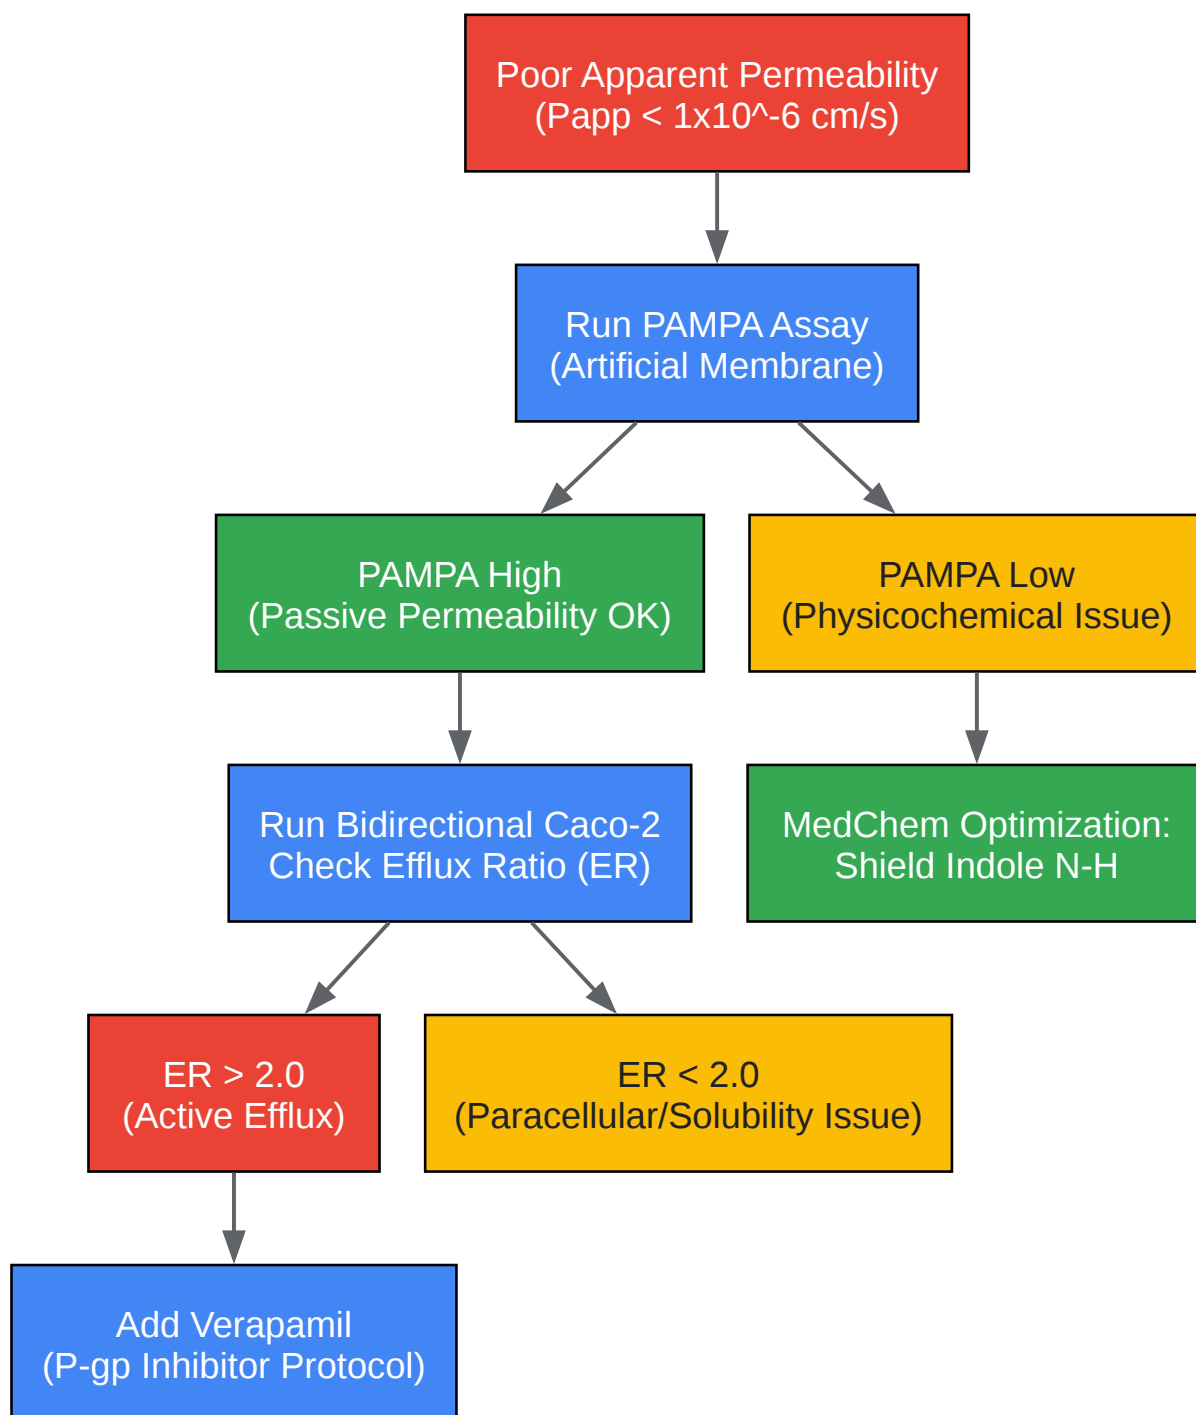 Poor Apparent Permeability
(Papp < 1x10^-6 cm/s)
Run PAMPA Assay
(Artificial Membrane)
PAMPA High
(Passive Permeability OK)
PAMPA Low
(Physicochemical Issue)
Run Bidirectional Caco-2
Check Efflux Ratio (ER)
MedChem Optimization:
Shield Indole N-H
ER > 2.0
(Active Efflux)
ER < 2.0
(Paracellular/Solubility Issue)
Add Verapamil
(P-gp Inhibitor Protocol)